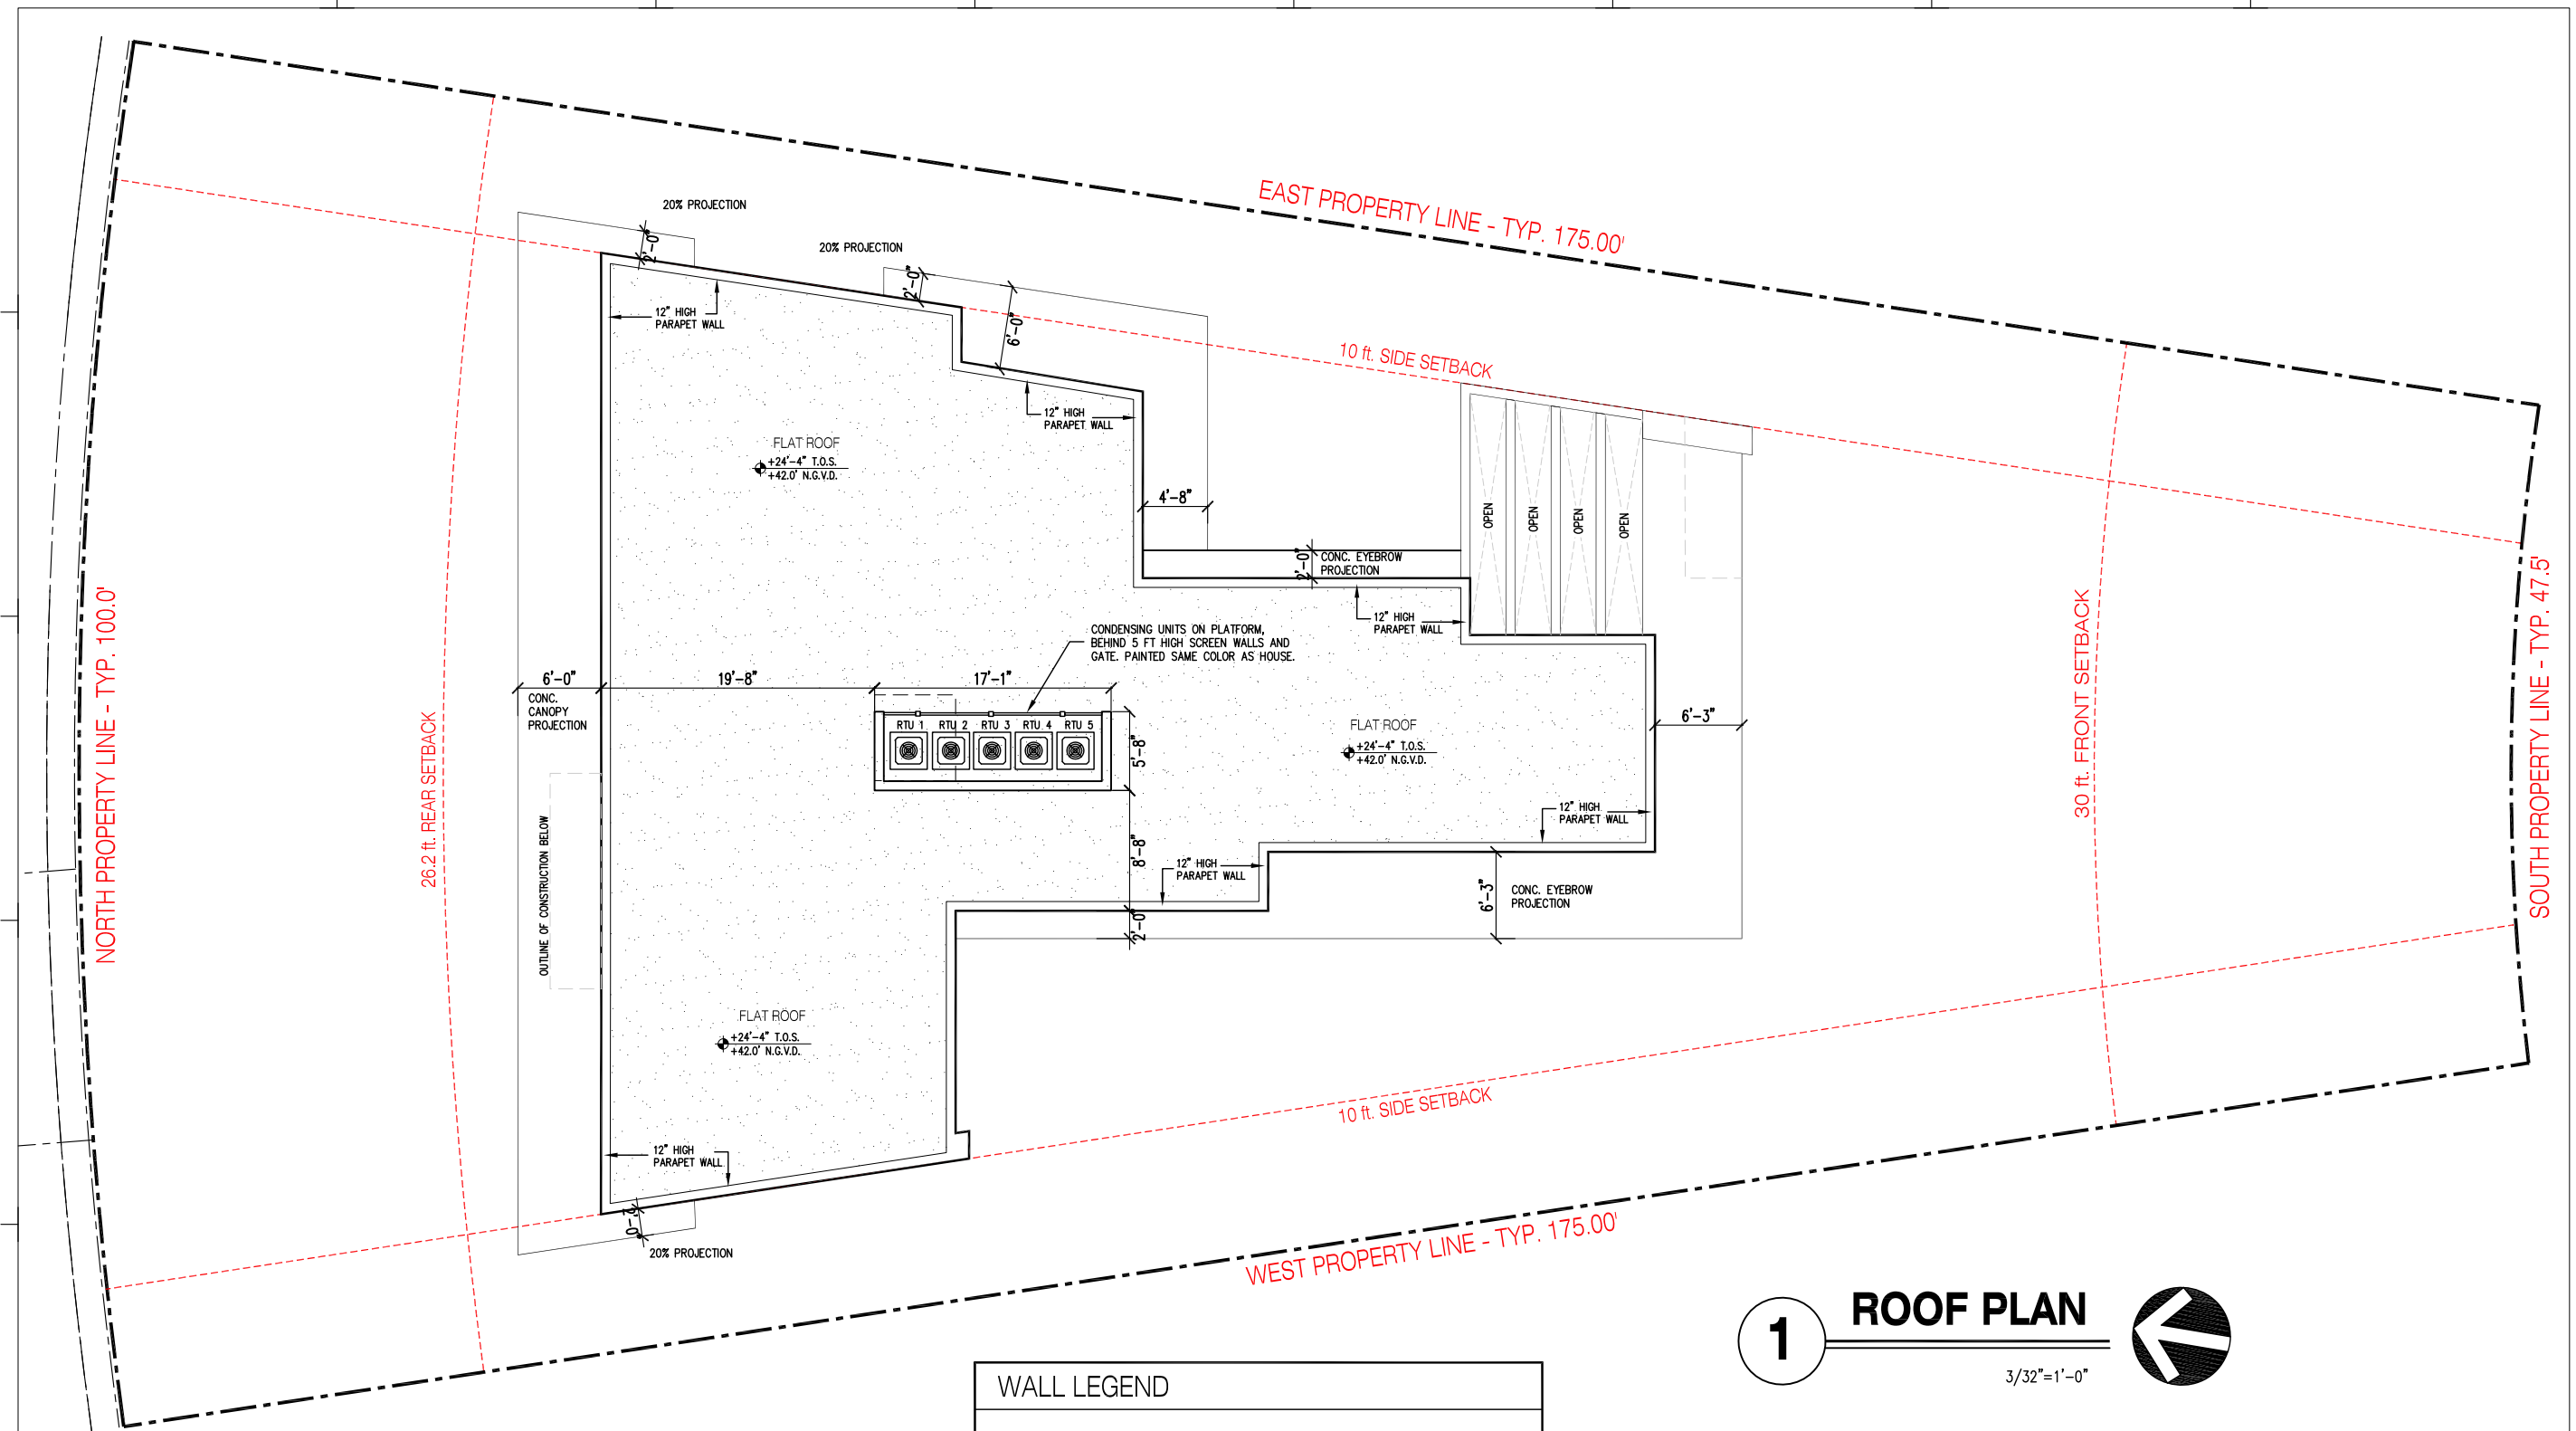 EAST PROPERTY LINE - TYP. 175.00'
20% PROJECTION
2'-0"
20% PROJECTION
2'-0"
6'-0"
12" HIGH
PARAPET WALL
10 ft. SIDE SETBACK
12" HIGH
PARAPET WALL
FLAT ROOF
+24'-4" T.O.S.
+42.0' N.G.V.D.
4'-8"
OPEN
OPEN
OPEN
OPEN
2'-0"
CONC. EYEBROW
PROJECTION
12" HIGH
PARAPET WALL
CONDENSING UNITS ON PLATFORM,
BEHIND 5 FT HIGH SCREEN WALLS AND
GATE. PAINTED SAME COLOR AS HOUSE.
NORTH PROPERTY LINE - TYP. 100.0'
26.2 ft. REAR SETBACK
6'-0"
CONC.
CANOPY
PROJECTION
19'-8"
17'-1"
RTU 1
RTU 2
RTU 3
RTU 4
RTU 5
5'-8"
FLAT ROOF
+24'-4" T.O.S.
+42.0' N.G.V.D.
6'-3"
30 ft. FRONT SETBACK
SOUTH PROPERTY LINE - TYP. 47.5'
12" HIGH
PARAPET WALL
8'-8"
12" HIGH
PARAPET WALL
OUTLINE OF CONSTRUCTION BELOW
2'-0"
6'-3"
CONC. EYEBROW
PROJECTION
FLAT ROOF
+24'-4" T.O.S.
+42.0' N.G.V.D.
10 ft. SIDE SETBACK
12" HIGH
PARAPET WALL
2'-0"
20% PROJECTION
WEST PROPERTY LINE - TYP. 175.00'
1
ROOF PLAN
3/32"=1'-0"
WALL LEGEND